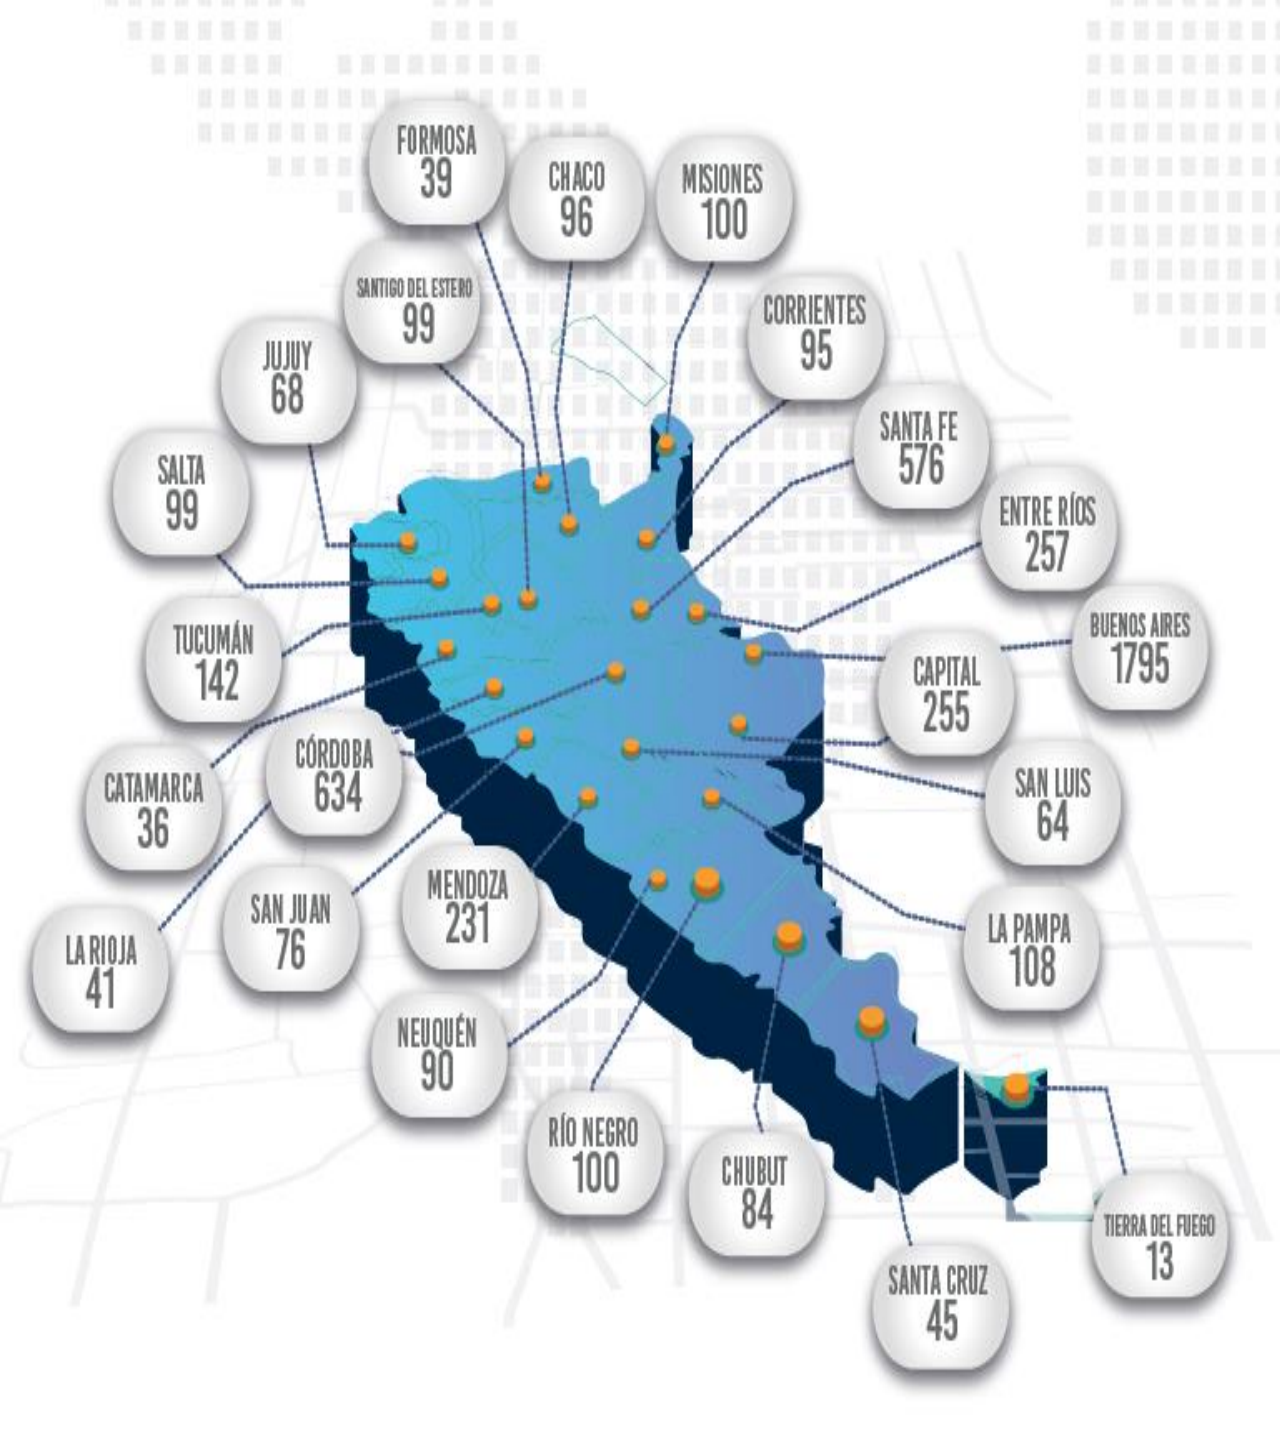 FORMOSA
39
CHACO
96
MISIONES
100
SANTIGO DEL ESTERO
99
CORRIENTES
95
JUJUY
68
SANTA FE
576
SALTA
99
ENTRE RÍOS
257
TUCUMÁN
142
BUENOS AIRES
1795
CAPITAL
255
CATAMARCA
36
CÓRDOBA
634
SAN LUIS
64
LA RIOJA
41
SAN JUAN
76
MENDOZA
231
LA PAMPA
108
NEUQUÉN
90
RÍO NEGRO
100
CHUBUT
84
TIERRA DEL FUEGO
13
SANTA CRUZ
45